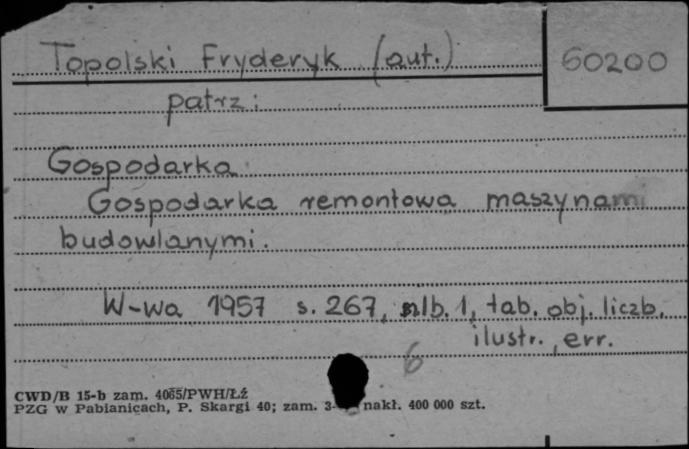 Topolski Fryderyk (aut.) 60200
patrz:
Gospodarka
Gospodarka remontowa maszynami
budowlanymi.
W-wa 1957 s. 267, nlb. 1, tab. obj. liczb.
ilustr., err.
6
CWD/B 15-b zam. 4065/PWH/Łź
PZG w Pabianicach, P. Skargi 40; zam. nakł. 400 000 szt.